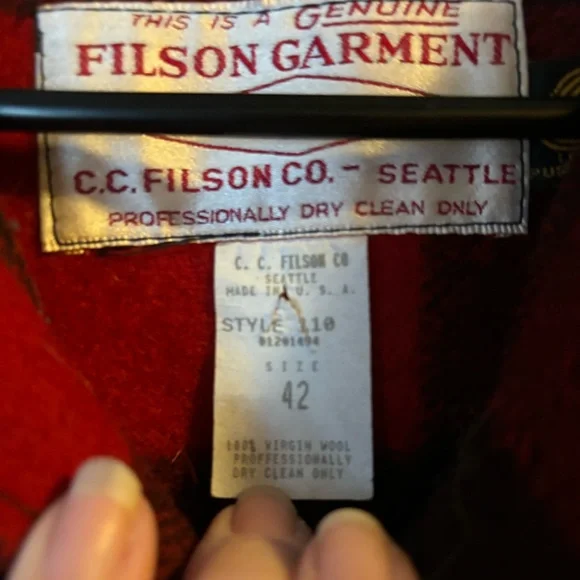 THIS IS A GENUINE
FILSON GARMENT
C.C. FILSON CO. - SEATTLE
PROFESSIONALLY DRY CLEAN ONLY
C. C. FILSON CO
SEATTLE
MADE IN U. S. A.
STYLE 110
SIZE
42
100% VIRGIN WOOL
PROFFESSIONALLY
DRY CLEAN ONLY